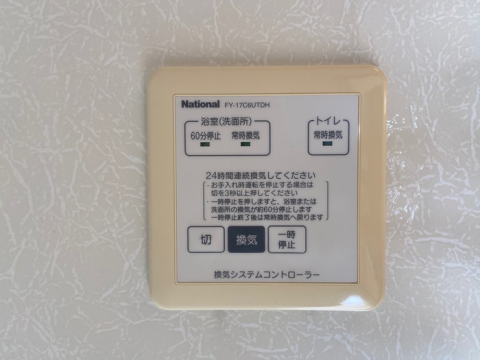 National FY-17C6UTDH
浴室(洗面所)
トイレ
60分停止 常時換気
常時換気
24時間連続換気してください
・お手入れ時運転を停止する場合は
切を3秒以上押してください
・一時停止を押しますと、浴室または
洗面所の換気が約60分停止します
一時停止終了後は常時換気へ戻ります
切
換気
一時
停止
換気システムコントローラー